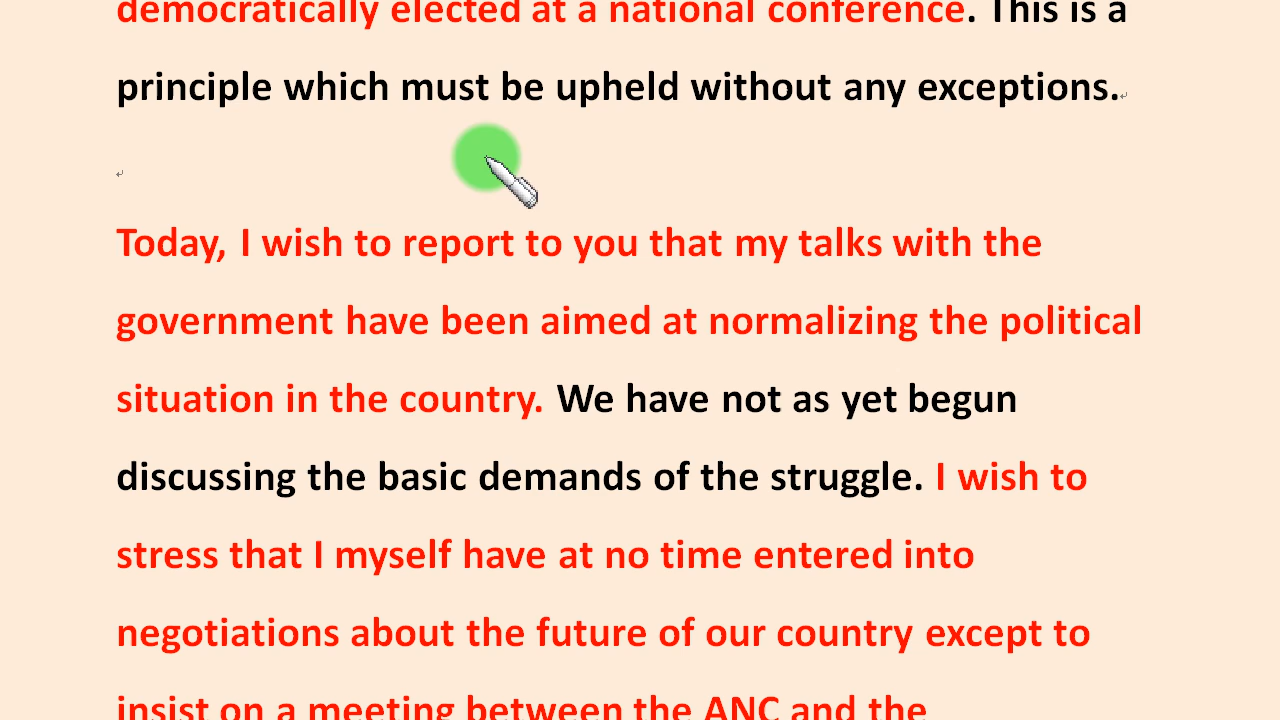 democratically elected at a national conference. This is a
principle which must be upheld without any exceptions.
Today, I wish to report to you that my talks with the
government have been aimed at normalizing the political
situation in the country. We have not as yet begun
discussing the basic demands of the struggle. I wish to
stress that I myself have at no time entered into
negotiations about the future of our country except to
insist on a meeting between the ANC and the